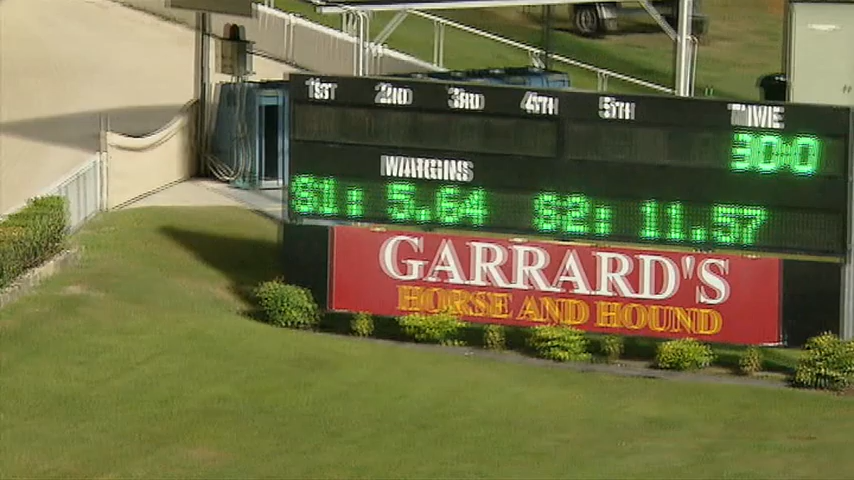 1ST 2ND 3RD 4TH 5TH TIME
30:0
MARGINS
S1: 5.64 S2: 11.57
GARRARD'S
HORSE AND HOUND